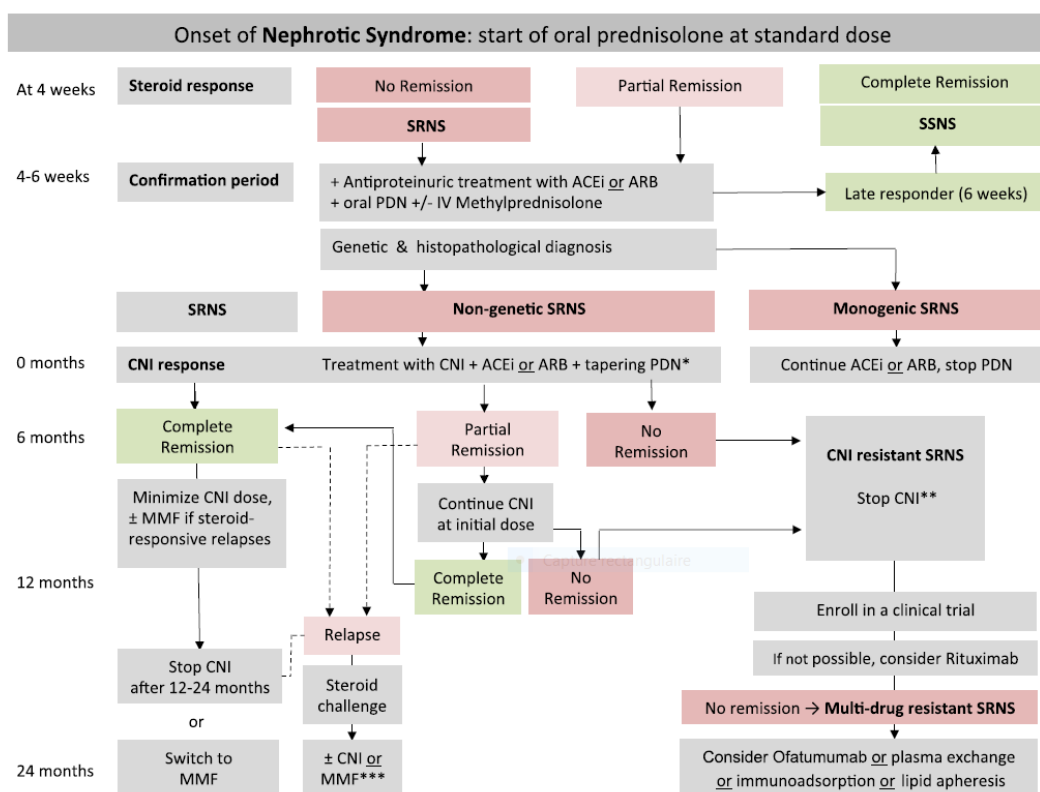 Onset of Nephrotic Syndrome: start of oral prednisolone at standard dose
At 4 weeks
Steroid response
No Remission
Partial Remission
Complete Remission
SRNS
SSNS
4-6 weeks
Confirmation period
+ Antiproteinuric treatment with ACEi or ARB
+ oral PDN +/- IV Methylprednisolone
Late responder (6 weeks)
Genetic & histopathological diagnosis
SRNS
Non-genetic SRNS
Monogenic SRNS
0 months
CNI response
Treatment with CNI + ACEi or ARB + tapering PDN*
Continue ACEi or ARB, stop PDN
6 months
Complete
Remission
Partial
Remission
No
Remission
CNI resistant SRNS
Stop CNI**
Minimize CNI dose,
± MMF if steroid-
responsive relapses
Continue CNI
at initial dose
Capture rectangulaire
12 months
Complete
Remission
No
Remission
Enroll in a clinical trial
Relapse
If not possible, consider Rituximab
Stop CNI
after 12-24 months
Steroid
challenge
No remission → Multi-drug resistant SRNS
or
24 months
Switch to
MMF
± CNI or
MMF***
Consider Ofatumumab or plasma exchange
or immunoadsorption or lipid apheresis